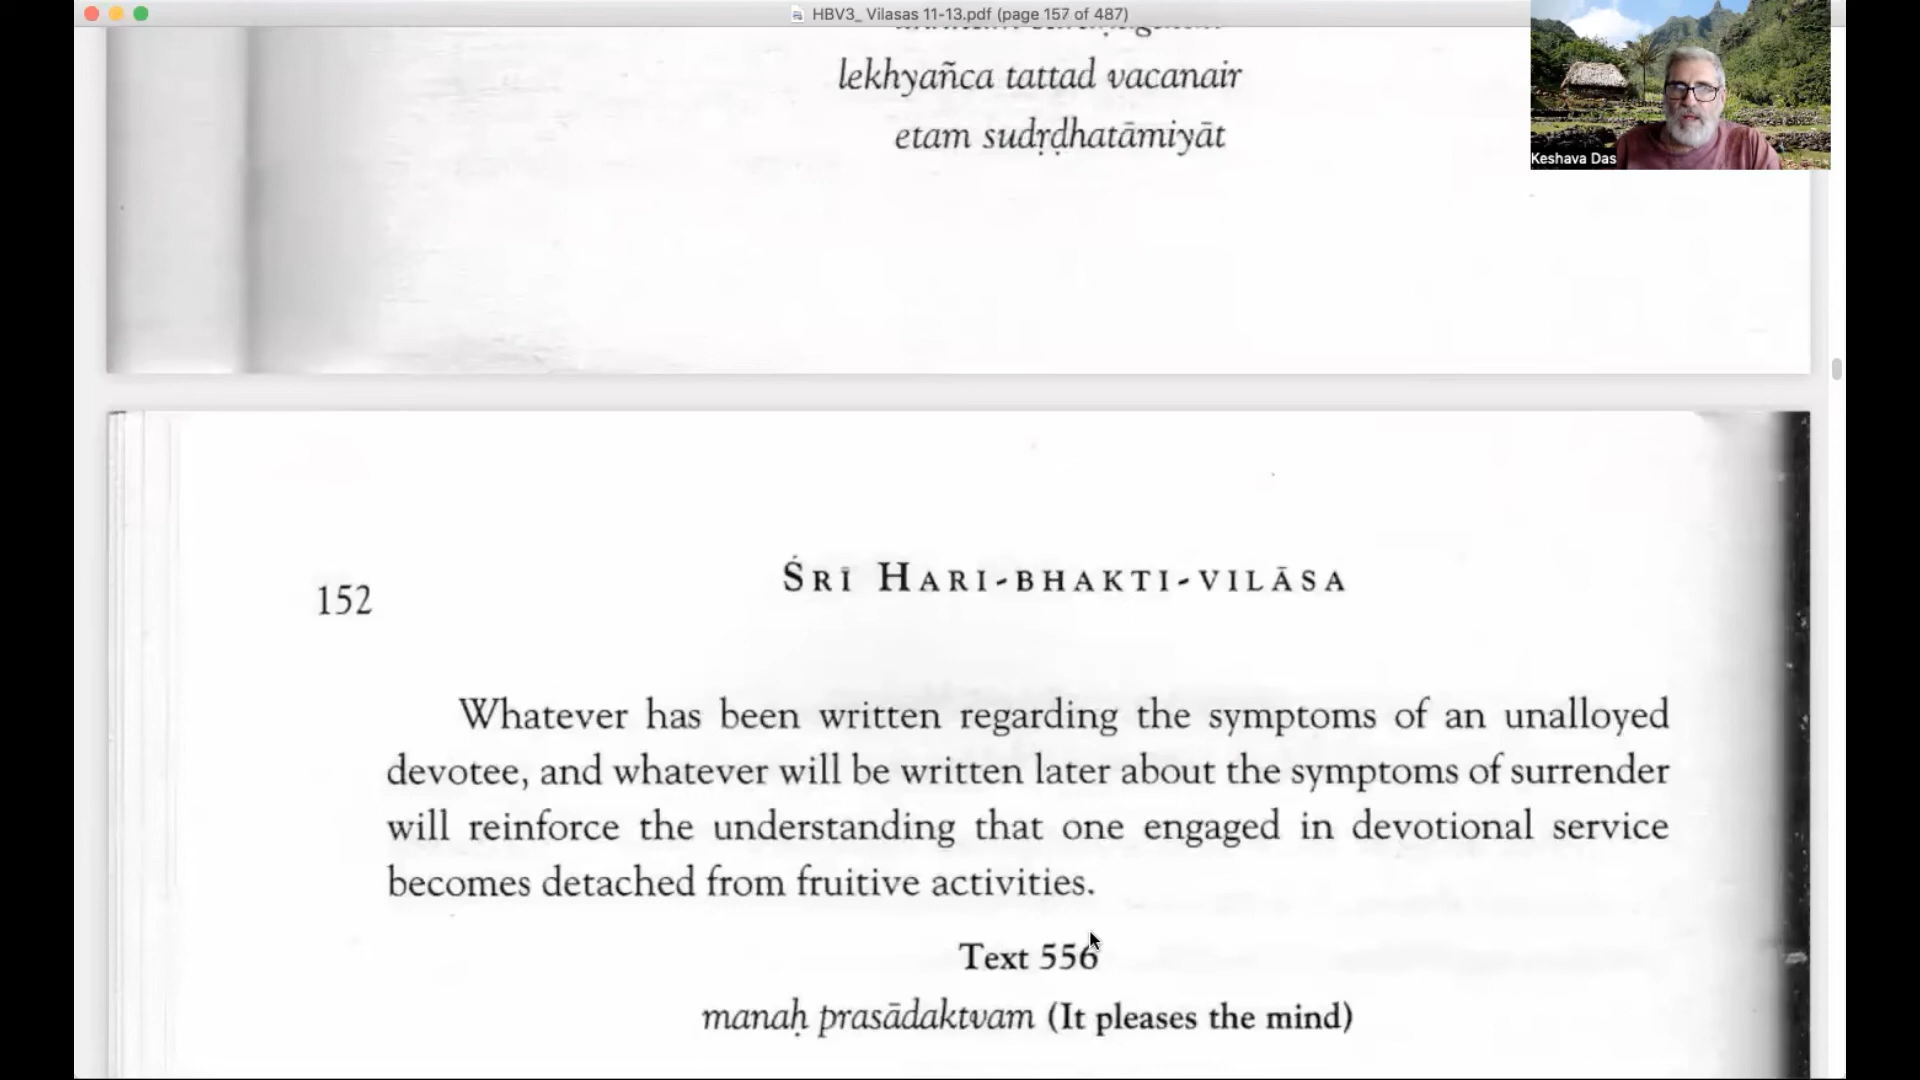 HBV3_ Vilasas 11-13.pdf (page 157 of 487)
lekhyañca tattad vacanair
etam sudṛḍhatāmiyāt
Keshava Das
152
ŚRĪ HARI-BHAKTI-VILĀSA
Whatever has been written regarding the symptoms of an unalloyed
devotee, and whatever will be written later about the symptoms of surrender
will reinforce the understanding that one engaged in devotional service
becomes detached from fruitive activities.
Text 556
manaḥ prasādaktvam (It pleases the mind)